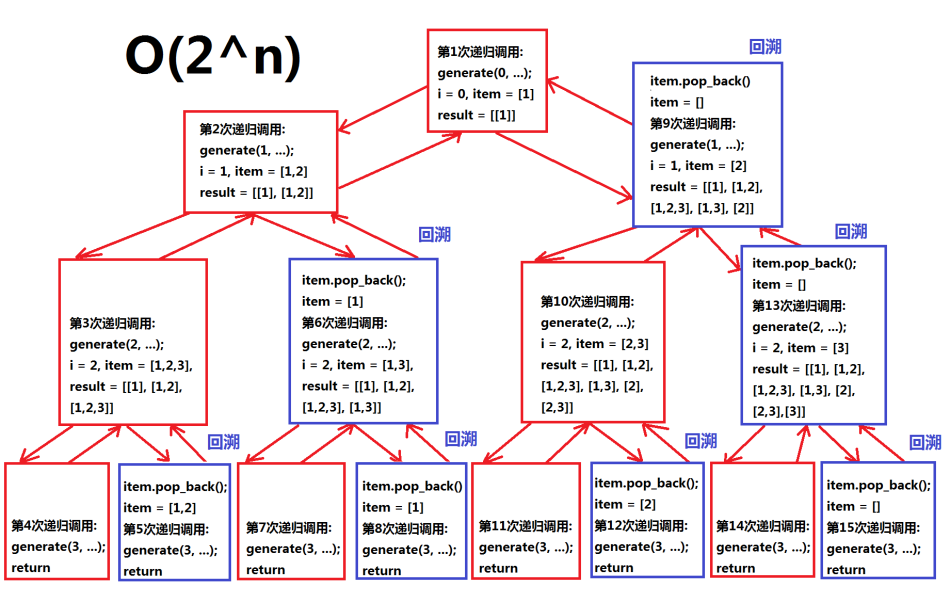 O(2^n)
第1次递归调用:
generate(0, ...);
i = 0, item = [1]
result = [[1]]
回溯
item.pop_back()
item = []
第9次递归调用:
generate(1, ...);
i = 1, item = [2]
result = [[1], [1,2],
[1,2,3], [1,3], [2]]
第2次递归调用:
generate(1, ...);
i = 1, item = [1,2]
result = [[1], [1,2]]
第3次递归调用:
generate(2, ...);
i = 2, item = [1,2,3],
result = [[1], [1,2],
[1,2,3]]
回溯
item.pop_back();
item = [1]
第6次递归调用:
generate(2, ...);
i = 2, item = [1,3],
result = [[1], [1,2],
[1,2,3], [1,3]]
第10次递归调用:
generate(2, ...);
i = 2, item = [2,3]
result = [[1], [1,2],
[1,2,3], [1,3], [2],
[2,3]]
回溯
item.pop_back();
item = []
第13次递归调用:
generate(2, ...);
i = 2, item = [3]
result = [[1], [1,2],
[1,2,3], [1,3], [2],
[2,3],[3]]
第4次递归调用:
generate(3, ...);
return
回溯
item.pop_back();
item = [1,2]
第5次递归调用:
generate(3, ...);
return
第7次递归调用:
generate(3, ...);
return
回溯
item.pop_back()
item = [1]
第8次递归调用:
generate(3, ...);
return
第11次递归调用:
generate(3, ...);
return
回溯
item.pop_back();
item = [2]
第12次递归调用:
generate(3, ...);
return
第14次递归调用:
generate(3, ...);
return
回溯
item.pop_back();
item = []
第15次递归调用:
generate(3, ...);
return